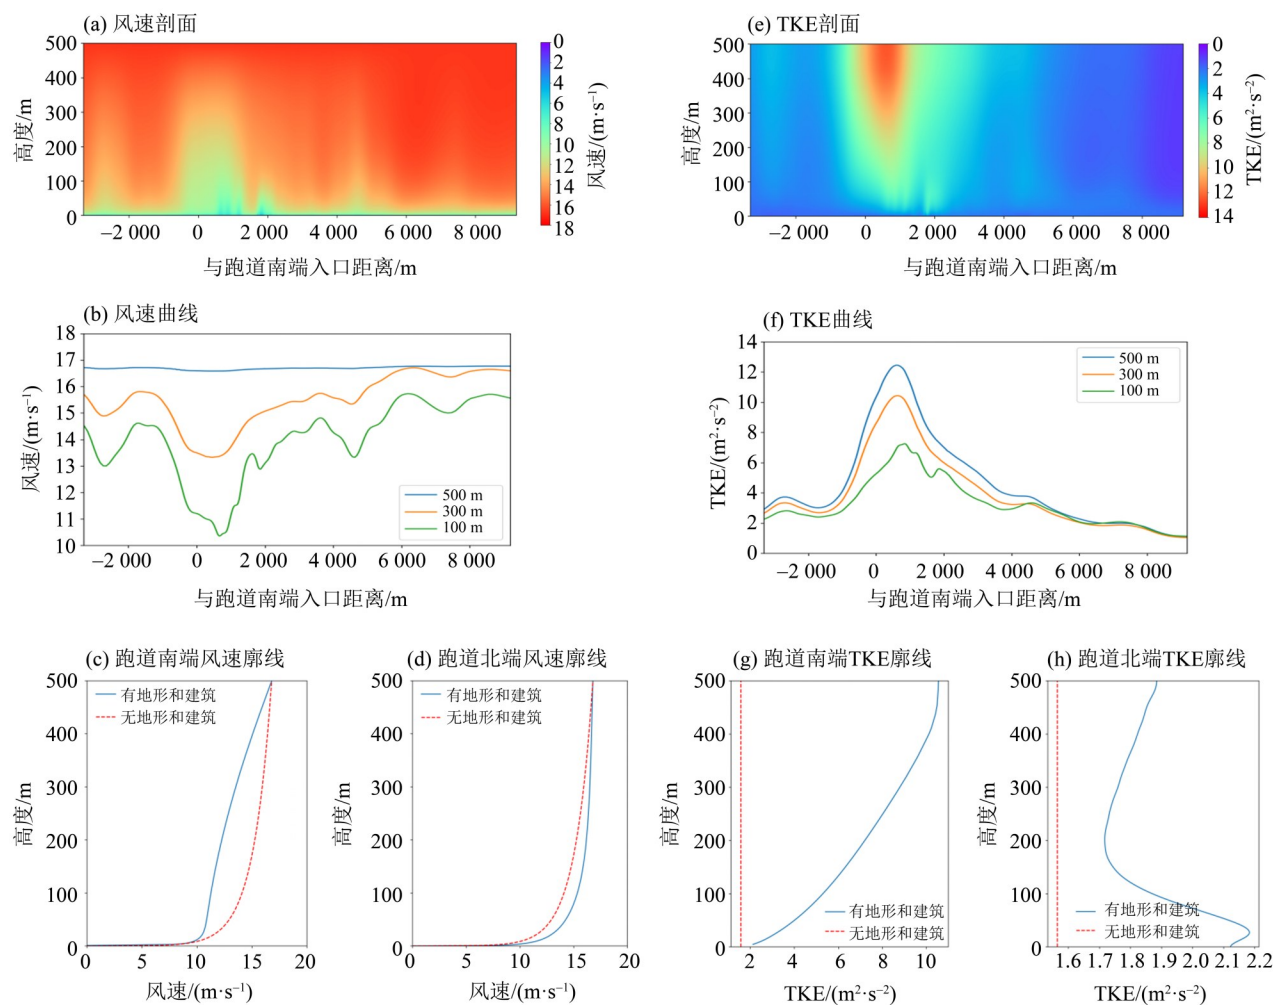 (a) 风速剖面
500
400
300
200
100
0
高度/m
−2 000 0 2 000 4 000 6 000 8 000
与跑道南端入口距离/m
0
2
4
6
8
10
12
14
16
18
风速/(m·s⁻¹)
(e) TKE剖面
500
400
300
200
100
0
高度/m
−2 000 0 2 000 4 000 6 000 8 000
与跑道南端入口距离/m
0
2
4
6
8
10
12
14
TKE/(m²·s⁻²)
(b) 风速曲线
18
17
16
15
14
13
12
11
10
风速/(m·s⁻¹)
500 m
300 m
100 m
−2 000 0 2 000 4 000 6 000 8 000
与跑道南端入口距离/m
(f) TKE曲线
14
12
10
8
6
4
2
0
TKE/(m²·s⁻²)
500 m
300 m
100 m
−2 000 0 2 000 4 000 6 000 8 000
与跑道南端入口距离/m
(c) 跑道南端风速廓线
500
400
300
200
100
0
高度/m
有地形和建筑
无地形和建筑
0 5 10 15 20
风速/(m·s⁻¹)
(d) 跑道北端风速廓线
500
400
300
200
100
0
高度/m
有地形和建筑
无地形和建筑
0 5 10 15 20
风速/(m·s⁻¹)
(g) 跑道南端TKE廓线
500
400
300
200
100
0
高度/m
有地形和建筑
无地形和建筑
2 4 6 8 10
TKE/(m²·s⁻²)
(h) 跑道北端TKE廓线
500
400
300
200
100
0
高度/m
有地形和建筑
无地形和建筑
1.6 1.7 1.8 1.9 2.0 2.1 2.2
TKE/(m²·s⁻²)